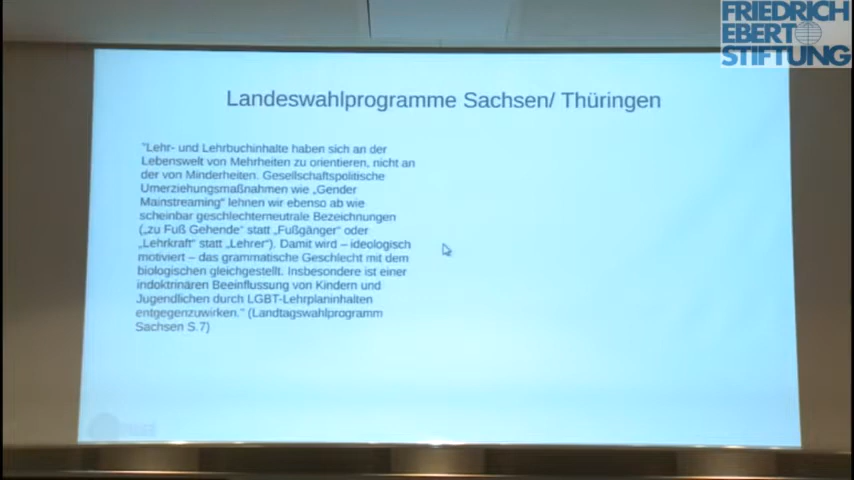 FRIEDRICH
EBERT
STIFTUNG
Landeswahlprogramme Sachsen/ Thüringen
"Lehr- und Lehrbuchinhalte haben sich an der
Lebenswelt von Mehrheiten zu orientieren, nicht an
der von Minderheiten. Gesellschaftspolitische
Umerziehungsmaßnahmen wie „Gender
Mainstreaming“ lehnen wir ebenso ab wie
scheinbar geschlechterneutrale Bezeichnungen
(„zu Fuß Gehende“ statt „Fußgänger“ oder
„Lehrkraft“ statt „Lehrer“). Damit wird – ideologisch
motiviert – das grammatische Geschlecht mit dem
biologischen gleichgestellt. Insbesondere ist einer
indoktrinären Beeinflussung von Kindern und
Jugendlichen durch LGBT-Lehrplaninhalten
entgegenzuwirken." (Landtagswahlprogramm
Sachsen S.7)